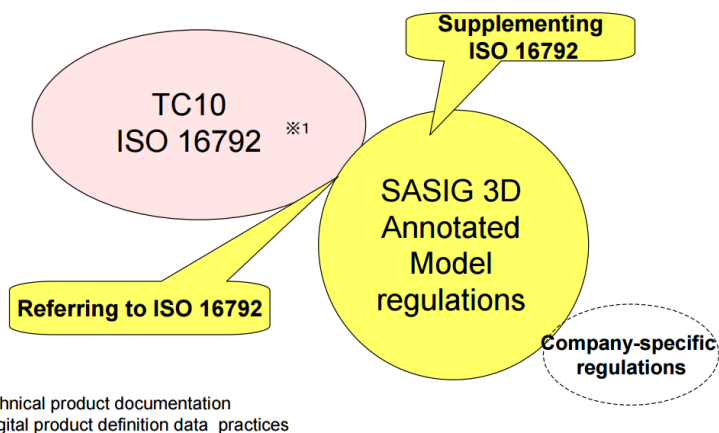 Supplementing
ISO 16792
TC10
ISO 16792 ※1
SASIG 3D
Annotated
Model
regulations
Referring to ISO 16792
Company-specific
regulations
hnical product documentation
gital product definition data practices